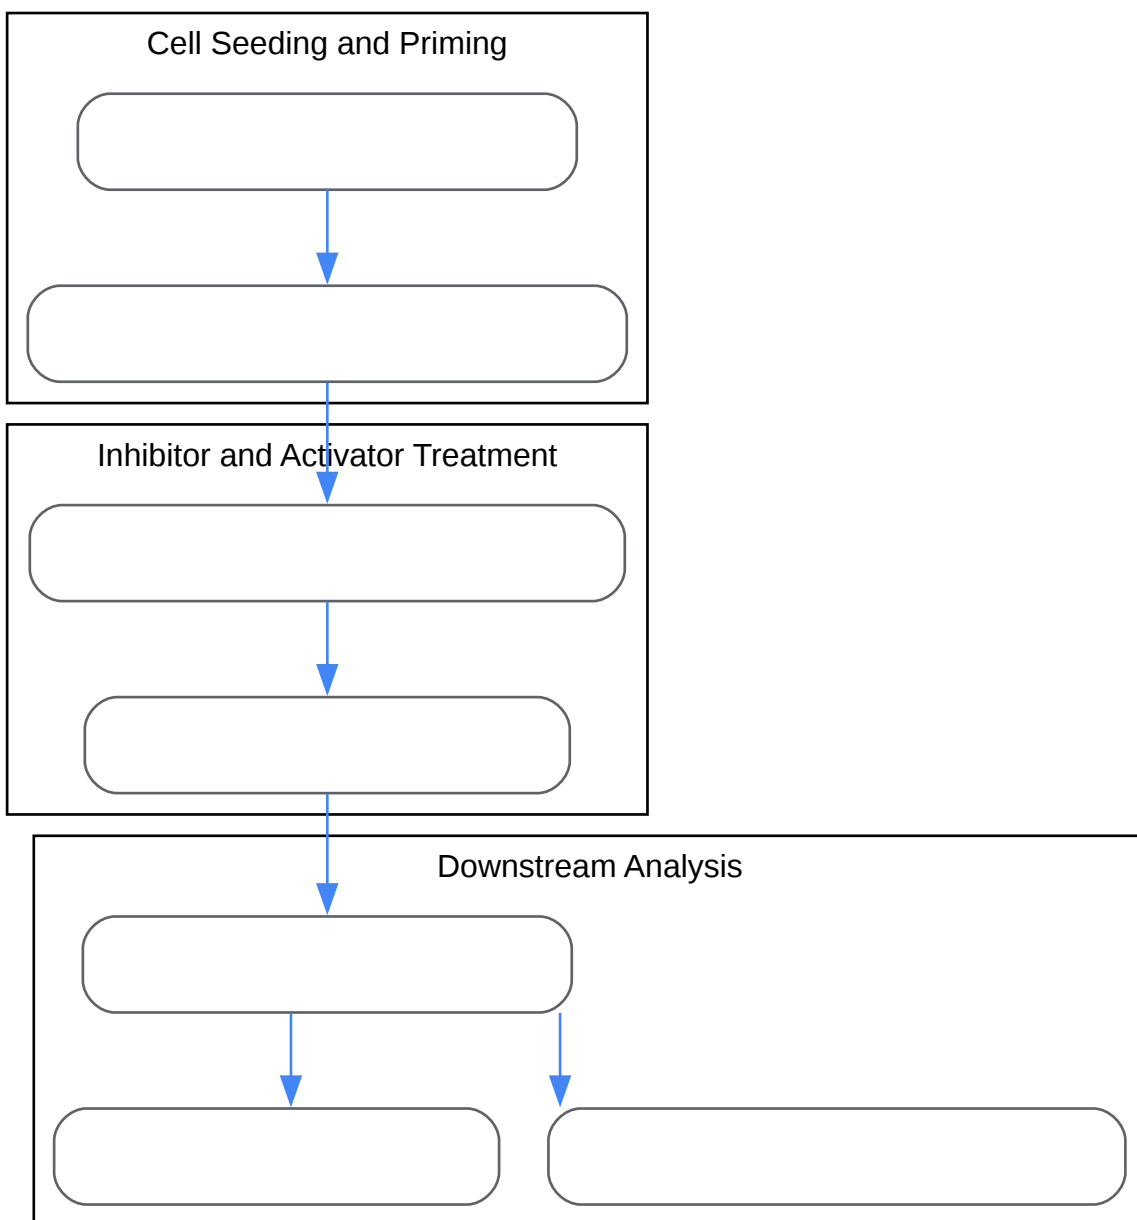 Cell Seeding and Priming
Inhibitor and Activator Treatment
Downstream Analysis